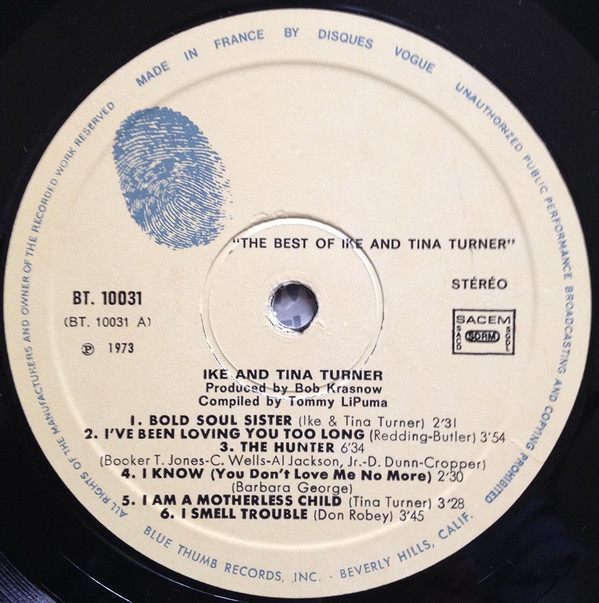 MADE IN FRANCE BY DISQUES VOGUE
UNAUTHORIZED PUBLIC PERFORMANCE BROADCASTING AND COPYING PROHIBITED
ALL RIGHTS OF THE MANUFACTURERS AND OWNER OF THE RECORDED WORK RESERVED
"THE BEST OF IKE AND TINA TURNER"
STÉRÉO
BT. 10031
(BT. 10031 A)
℗ 1973
SACEM
SACD SDRM SGDL
IKE AND TINA TURNER
Produced by Bob Krasnow
Compiled by Tommy LiPuma
1. BOLD SOUL SISTER (Ike & Tina Turner) 2'31
2. I'VE BEEN LOVING YOU TOO LONG (Redding-Butler) 3'54
3. THE HUNTER 6'34
(Booker T. Jones-C. Wells-Al Jackson, Jr.-D. Dunn-Cropper)
4. I KNOW (You Don't Love Me No More) 2'30
(Barbara George)
5. I AM A MOTHERLESS CHILD (Tina Turner) 3'28
6. I SMELL TROUBLE (Don Robey) 3'45
BLUE THUMB RECORDS, INC. - BEVERLY HILLS, CALIF.